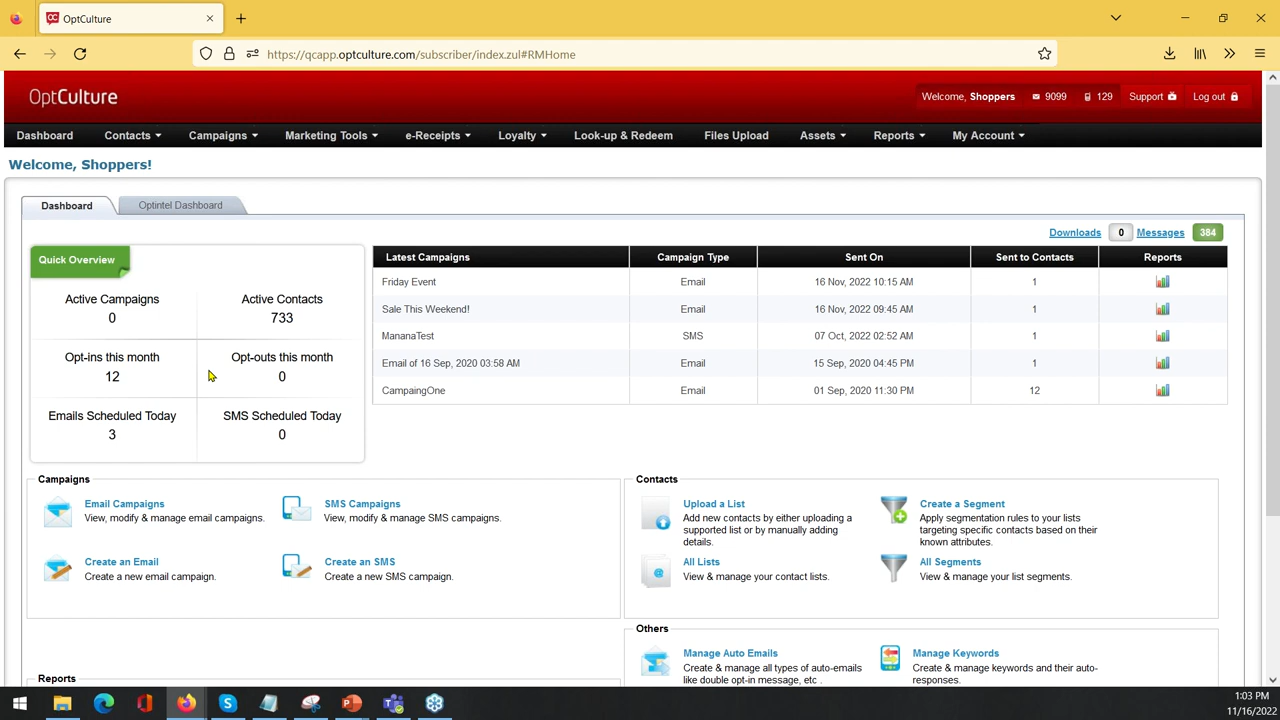 OptCulture
https://qcapp.optculture.com/subscriber/index.zul#RMHome
OptCulture
Welcome, Shoppers 9099 129 Support Log out
Dashboard Contacts Campaigns Marketing Tools e-Receipts Loyalty Look-up & Redeem Files Upload Assets Reports My Account
Welcome, Shoppers!
Dashboard Optintel Dashboard
Downloads 0 Messages 384
Quick Overview
Active Campaigns Active Contacts
0 733
Opt-ins this month Opt-outs this month
12 0
Emails Scheduled Today SMS Scheduled Today
3 0
Latest Campaigns Campaign Type Sent On Sent to Contacts Reports
Friday Event Email 16 Nov, 2022 10:15 AM 1
Sale This Weekend! Email 16 Nov, 2022 09:45 AM 1
MananaTest SMS 07 Oct, 2022 02:52 AM 1
Email of 16 Sep, 2020 03:58 AM Email 15 Sep, 2020 04:45 PM 1
CampaingOne Email 01 Sep, 2020 11:30 PM 12
Campaigns
Email Campaigns
View, modify & manage email campaigns.
SMS Campaigns
View, modify & manage SMS campaigns.
Create an Email
Create a new email campaign.
Create an SMS
Create a new SMS campaign.
Contacts
Upload a List
Add new contacts by either uploading a
supported list or by manually adding
details.
Create a Segment
Apply segmentation rules to your lists
targeting specific contacts based on their
known attributes.
All Lists
View & manage your contact lists.
All Segments
View & manage your list segments.
Others
Manage Auto Emails
Create & manage all types of auto-emails
like double opt-in message, etc .
Manage Keywords
Create & manage keywords and their auto-
responses.
Reports
1:03 PM
11/16/2022